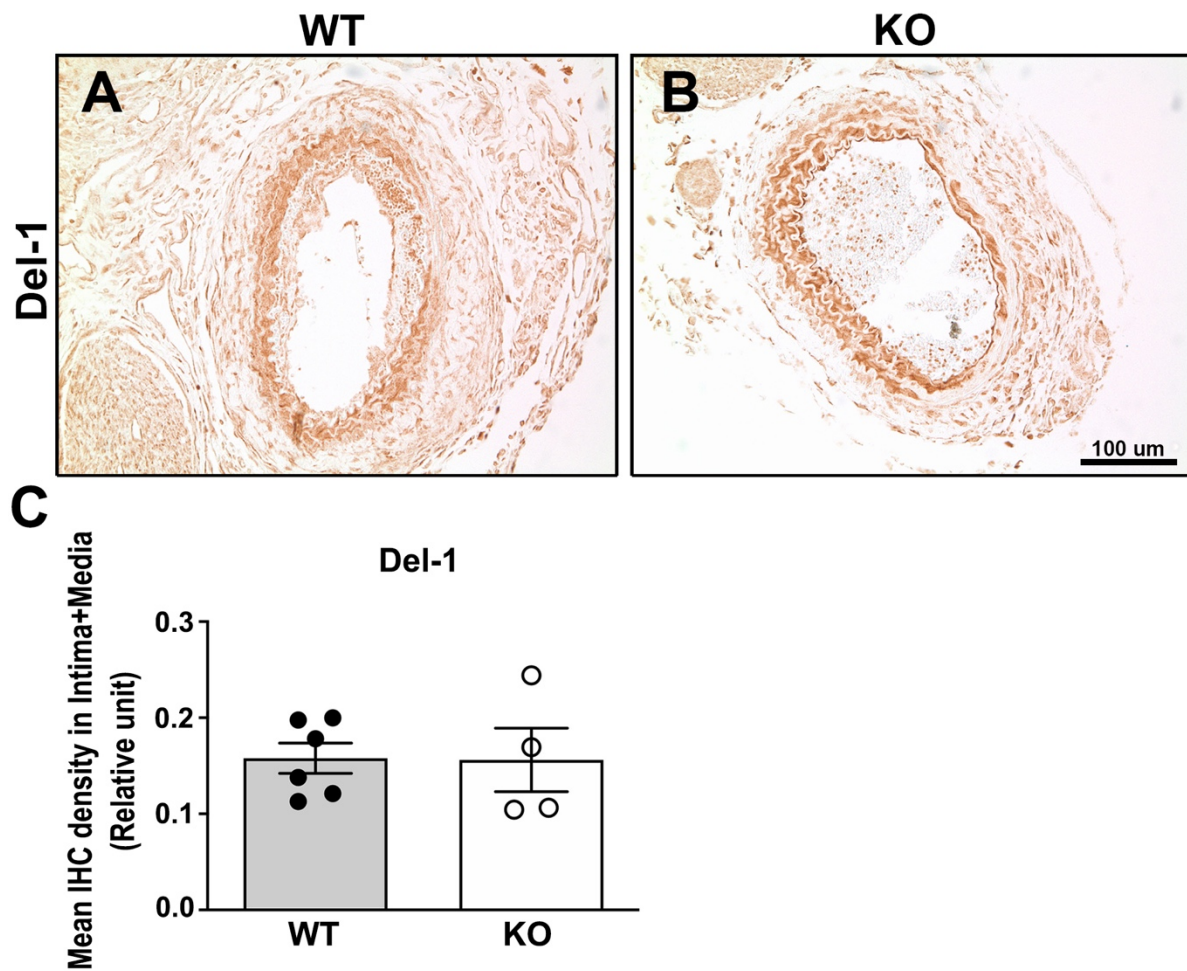 WT
KO
A
B
Del-1
100 um
C
Del-1
Mean IHC density in Intima+Media
(Relative unit)
0.3
0.2
0.1
0.0
WT
KO